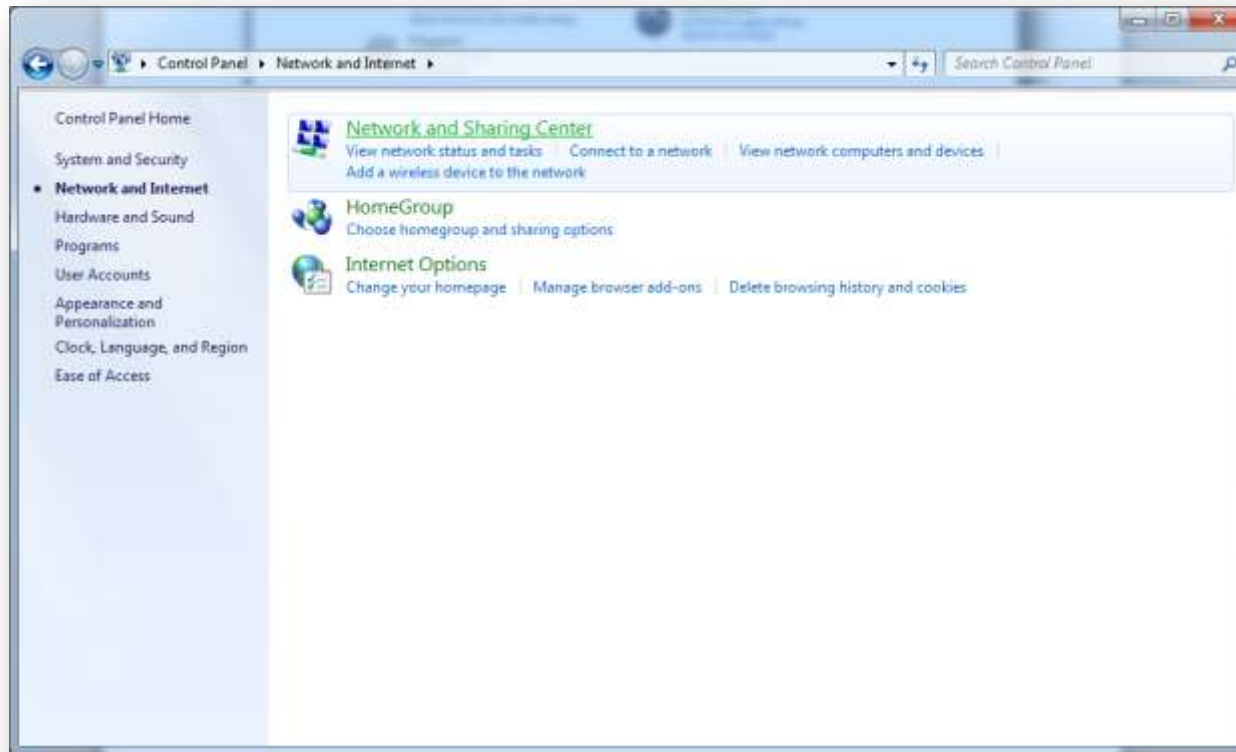 Control Panel
Network and Internet
Search Control Panel
Control Panel Home
System and Security
Network and Internet
Hardware and Sound
Programs
User Accounts
Appearance and
Personalization
Clock, Language, and Region
Ease of Access
Network and Sharing Center
View network status and tasks Connect to a network View network computers and devices
Add a wireless device to the network
HomeGroup
Choose homegroup and sharing options
Internet Options
Change your homepage Manage browser add-ons Delete browsing history and cookies